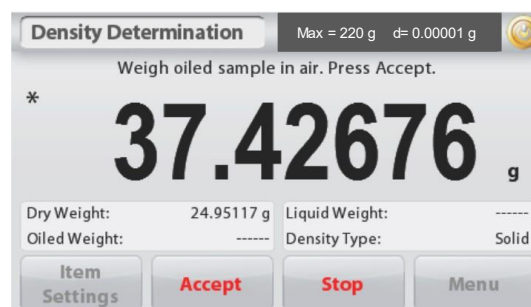 Density Determination Max = 220 g d= 0.00001 g
Weigh oiled sample in air. Press Accept.
*
37.42676 g
Dry Weight: 24.95117 g Liquid Weight: ------
Oiled Weight: ------ Density Type: Solid
Item Settings
Accept
Stop
Menu